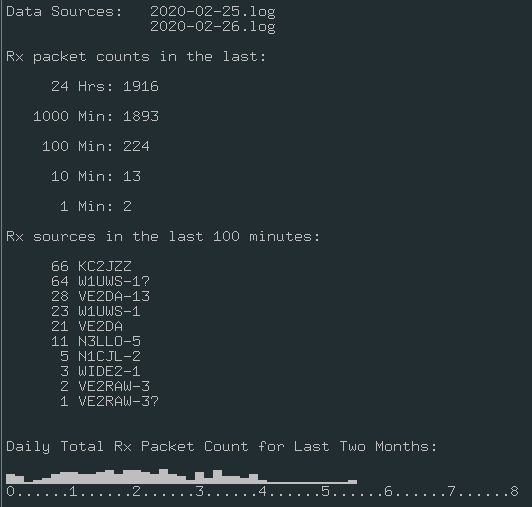 Data Sources:   2020-02-25.log
                2020-02-26.log
Rx packet counts in the last:
     24 Hrs: 1916
   1000 Min: 1893
    100 Min: 224
     10 Min: 13
      1 Min: 2
Rx sources in the last 100 minutes:
     66 KC2JZZ
     64 W1UWS-1?
     28 VE2DA-13
     23 W1UWS-1
     21 VE2DA
     11 N3LLO-5
      5 N1CJL-2
      3 WIDE2-1
      2 VE2RAW-3
      1 VE2RAW-3?
Daily Total Rx Packet Count for Last Two Months:
0......1......2......3......4......5......6......7......8